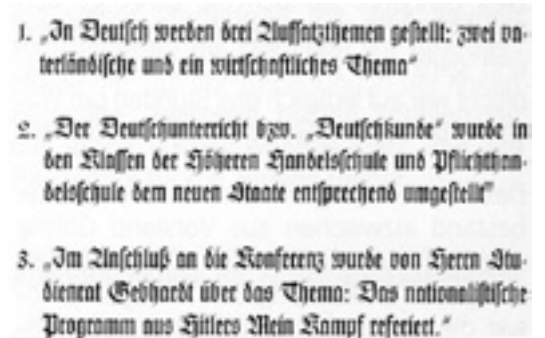 1. „In Deutsch werden drei Aufsatzthemen gestellt: zwei va-
terländische und ein wirtschaftliches Thema“
2. „Der Deutschunterricht bzw. „Deutschkunde“ wurde in
den Klassen der Höheren Handelsschule und Pflichthan-
delsschule dem neuen Staate entsprechend umgestellt“
3. „Im Anschluß an die Konferenz wurde von Herrn Stu-
dienrat Gebhardt über das Thema: Das nationalistische
Programm aus Hitlers Mein Kampf referiert.“